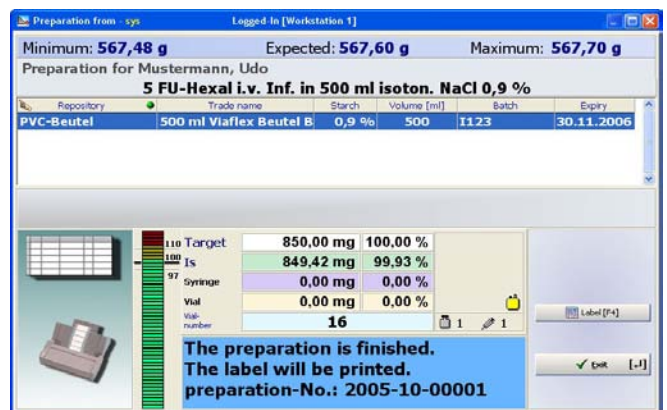 Preparation from - sys Logged-In [Workstation 1]
Minimum: 567,48 g Expected: 567,60 g Maximum: 567,70 g
Preparation for Mustermann, Udo
5 FU-Hexal i.v. Inf. in 500 ml isoton. NaCl 0,9 %
Repository Trade name Starch Volume [ml] Batch Expiry
PVC-Beutel 500 ml Viaflex Beutel B 0,9 % 500 I123 30.11.2006
110 Target 850,00 mg 100,00 %
100 Is 849,42 mg 99,93 %
97 Syringe 0,00 mg 0,00 %
Vial 0,00 mg 0,00 %
Vial-
number 16 1 1
Label [F4]
The preparation is finished.
The label will be printed.
preparation-No.: 2005-10-00001
Exit [↵]